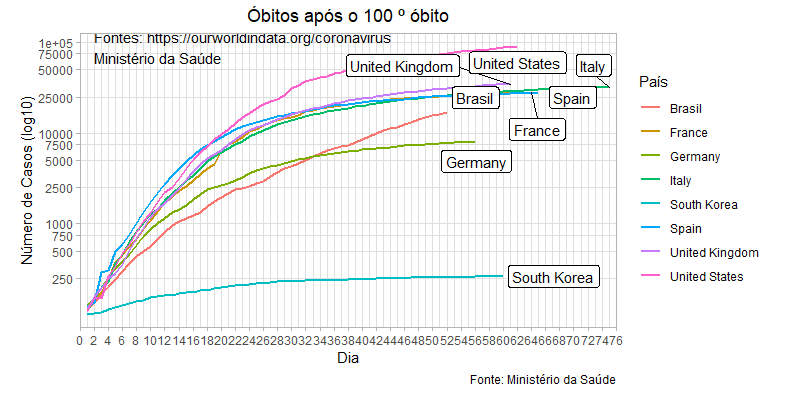 Óbitos após o 100 º óbito
Fontes: https://ourworldindata.org/coronavirus
Ministério da Saúde
Número de Casos (log10)
1e+05
75000
50000
25000
10000
7500
5000
2500
1000
750
500
250
United Kingdom
United States
Italy
Brasil
Spain
France
Germany
South Korea
0 2 4 6 8 10 12 14 16 18 20 22 24 26 28 30 32 34 36 38 40 42 44 46 48 50 52 54 56 58 60 62 64 66 68 70 72 74 76
Dia
País
Brasil
France
Germany
Italy
South Korea
Spain
United Kingdom
United States
Fonte: Ministério da Saúde